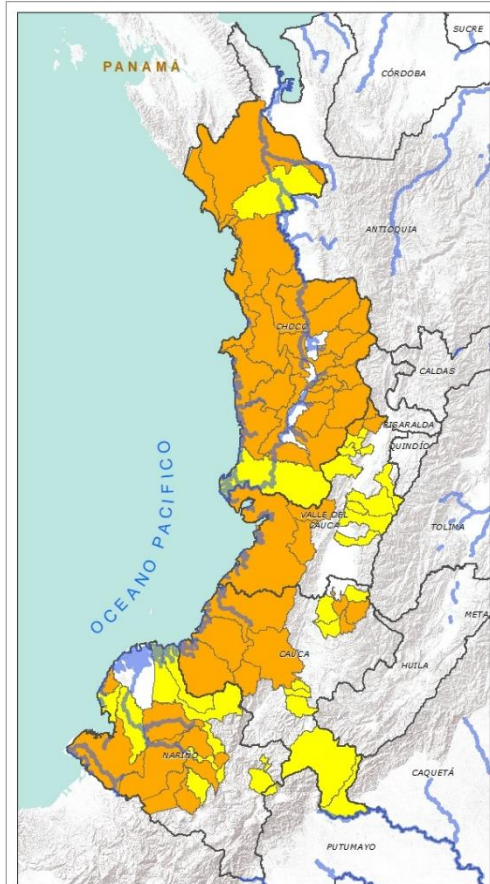 SUCRE
PANAMÁ
CÓRDOBA
ANTIOQUIA
CHOCÓ
CALDAS
RISARALDA
QUINDÍO
OCEANO PACÍFICO
VALLE DEL
CAUCA
TOLIMA
META
CAUCA
HUILA
NARIÑO
CAQUETÁ
PUTUMAYO